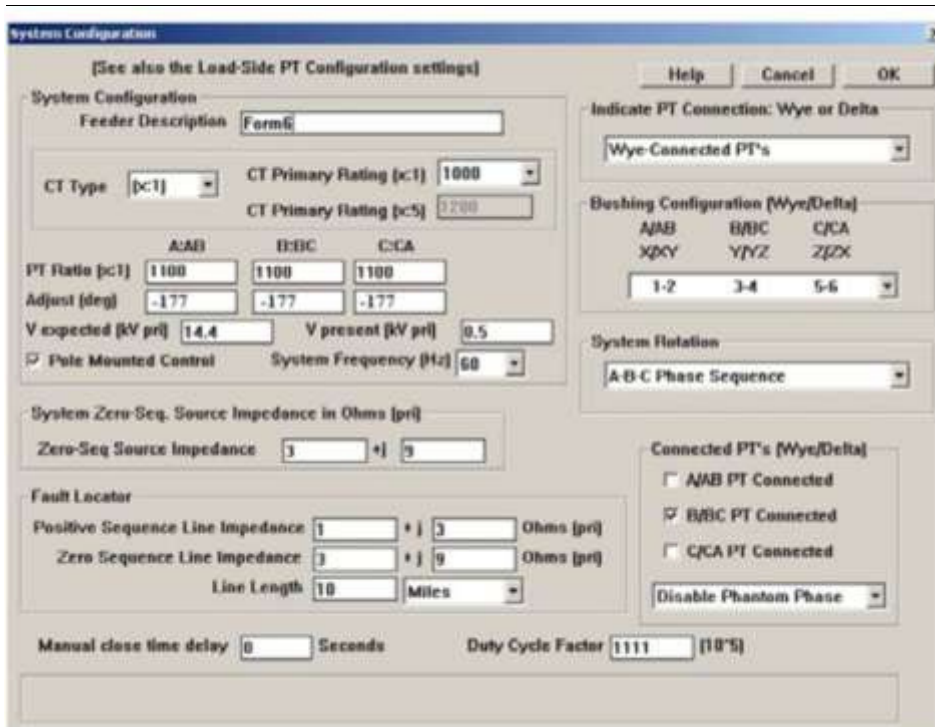 System Configuration
(See also the Load-Side PT Configuration settings)
Help
Cancel
OK
System Configuration
Feeder Description Form6
CT Type (x:1)
CT Primary Rating (x:1) 1000
CT Primary Rating (x:5) 3200
A:AB B:BC C:CA
PT Ratio (x:1) 1100 1100 1100
Adjust (deg) -177 -177 -177
V expected (kV pri) 14.4 V present (kV pri) 0.5
Pole Mounted Control System Frequency (Hz) 60
Indicate PT Connection: Wye or Delta
Wye-Connected PT's
Bushing Configuration (Wye/Delta)
A/AB B/BC C/CA
X/XY Y/YZ Z/ZX
1-2 3-4 5-6
System Rotation
A-B-C Phase Sequence
System Zero-Seq. Source Impedance in Ohms (pri)
Zero-Seq Source Impedance 3 +j 9
Fault Locator
Positive Sequence Line Impedance 1 + j 3 Ohms (pri)
Zero Sequence Line Impedance 3 + j 9 Ohms (pri)
Line Length 10 Miles
Connected PT's (Wye/Delta)
A/AB PT Connected
B/BC PT Connected
C/CA PT Connected
Disable Phantom Phase
Manual close time delay 0 Seconds
Duty Cycle Factor 1111 (10^5)